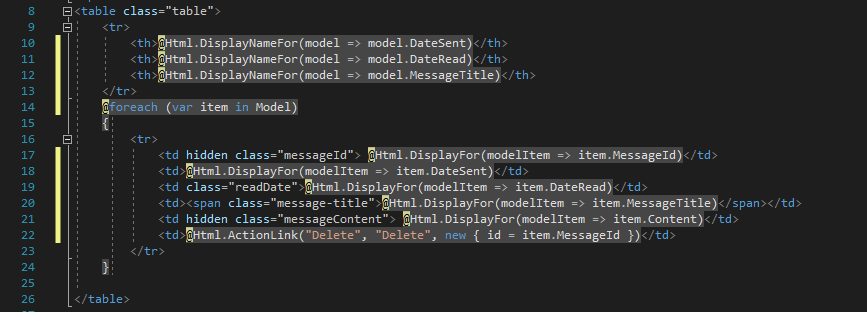 8 <table class="table">
9 <tr>
10 <th>@Html.DisplayNameFor(model => model.DateSent)</th>
11 <th>@Html.DisplayNameFor(model => model.DateRead)</th>
12 <th>@Html.DisplayNameFor(model => model.MessageTitle)</th>
13 </tr>
14 @foreach (var item in Model)
15 {
16 <tr>
17 <td hidden class="messageId"> @Html.DisplayFor(modelItem => item.MessageId)</td>
18 <td>@Html.DisplayFor(modelItem => item.DateSent)</td>
19 <td class="readDate">@Html.DisplayFor(modelItem => item.DateRead)</td>
20 <td><span class="message-title">@Html.DisplayFor(modelItem => item.MessageTitle)</span></td>
21 <td hidden class="messageContent"> @Html.DisplayFor(modelItem => item.Content)</td>
22 <td>@Html.ActionLink("Delete", "Delete", new { id = item.MessageId })</td>
23 </tr>
24 }
25
26 </table>